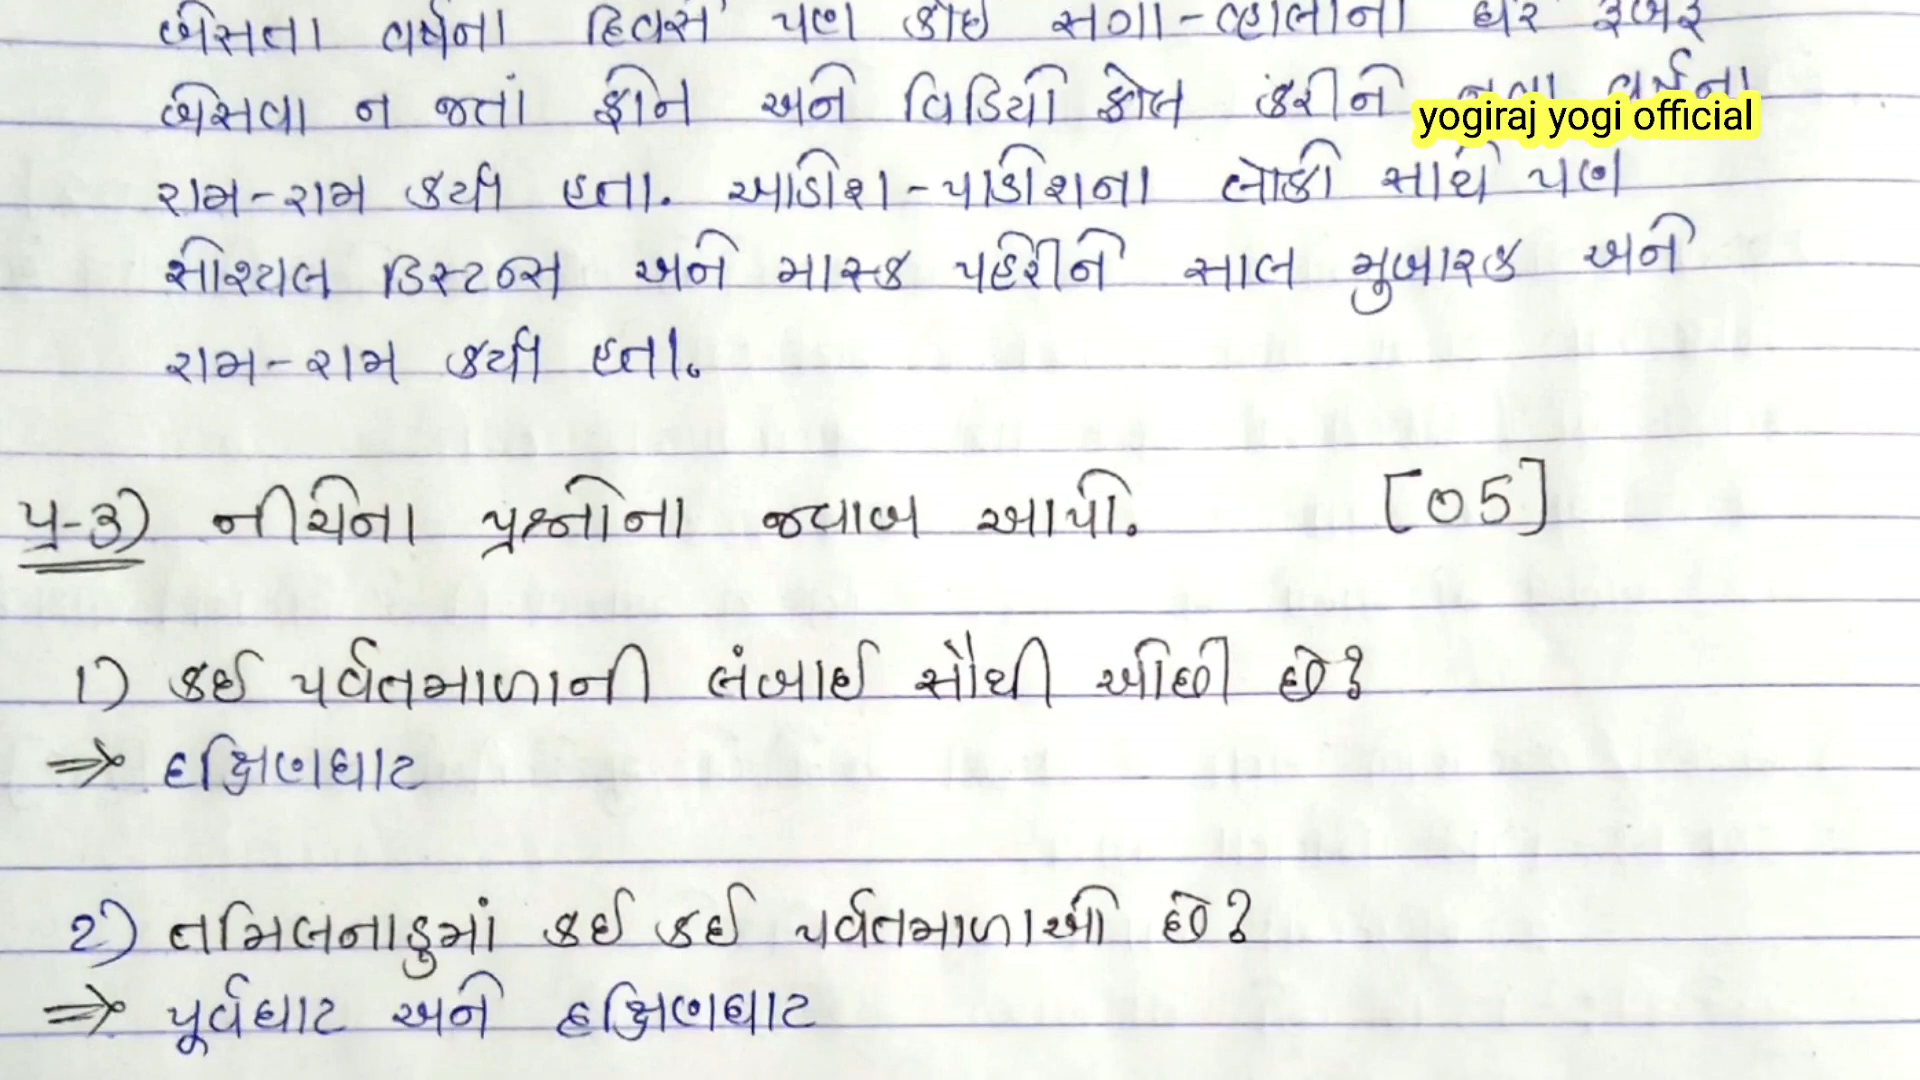 બેસતા વર્ષના દિવસે પણ કોઇ સગા-વ્હાલાના ઘરે રૂબરૂ
બેસવા ન જતાં ફોન અને વિડિયો કોલ કરીને નવા વર્ષના
yogiraj yogi official
રામ-રામ કર્યા હતા. આડોશ-પાડોશના લોકો સાથે પણ
સોશ્યલ ડિસ્ટન્સ અને માસ્ક પહેરીને સાલ મુબારક અને
રામ-રામ કર્યા હતા.
પ્ર-૩) નીચેના પ્રશ્નોના જવાબ આપો. [05]
1) કઈ પર્વતમાળાની લંબાઈ સૌથી ઓછી છે?
⇒ દક્ષિણઘાટ
2) તમિલનાડુમાં કઈ કઈ પર્વતમાળાઓ છે?
⇒ પૂર્વઘાટ અને દક્ષિણઘાટ